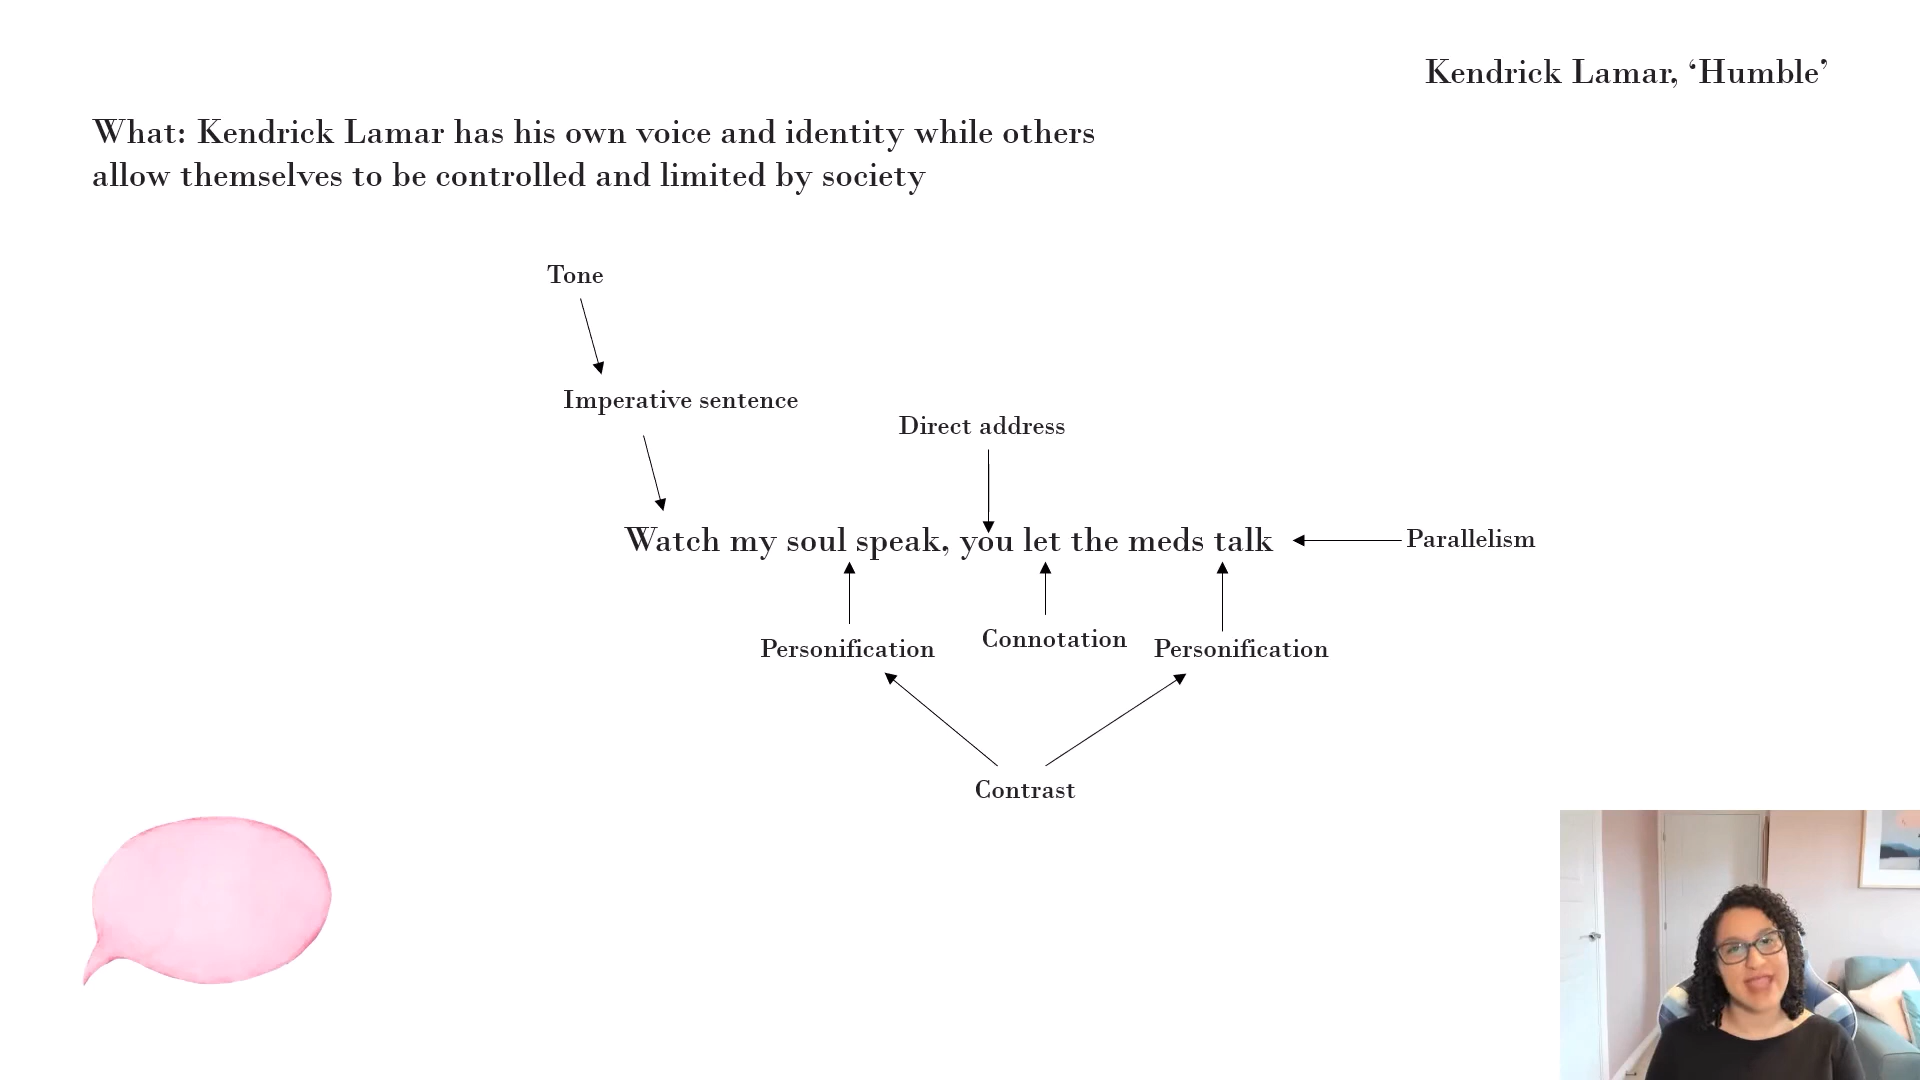 Kendrick Lamar, ‘Humble’
What: Kendrick Lamar has his own voice and identity while others
allow themselves to be controlled and limited by society
Tone
Imperative sentence
Direct address
Watch my soul speak, you let the meds talk
Parallelism
Personification
Connotation
Personification
Contrast